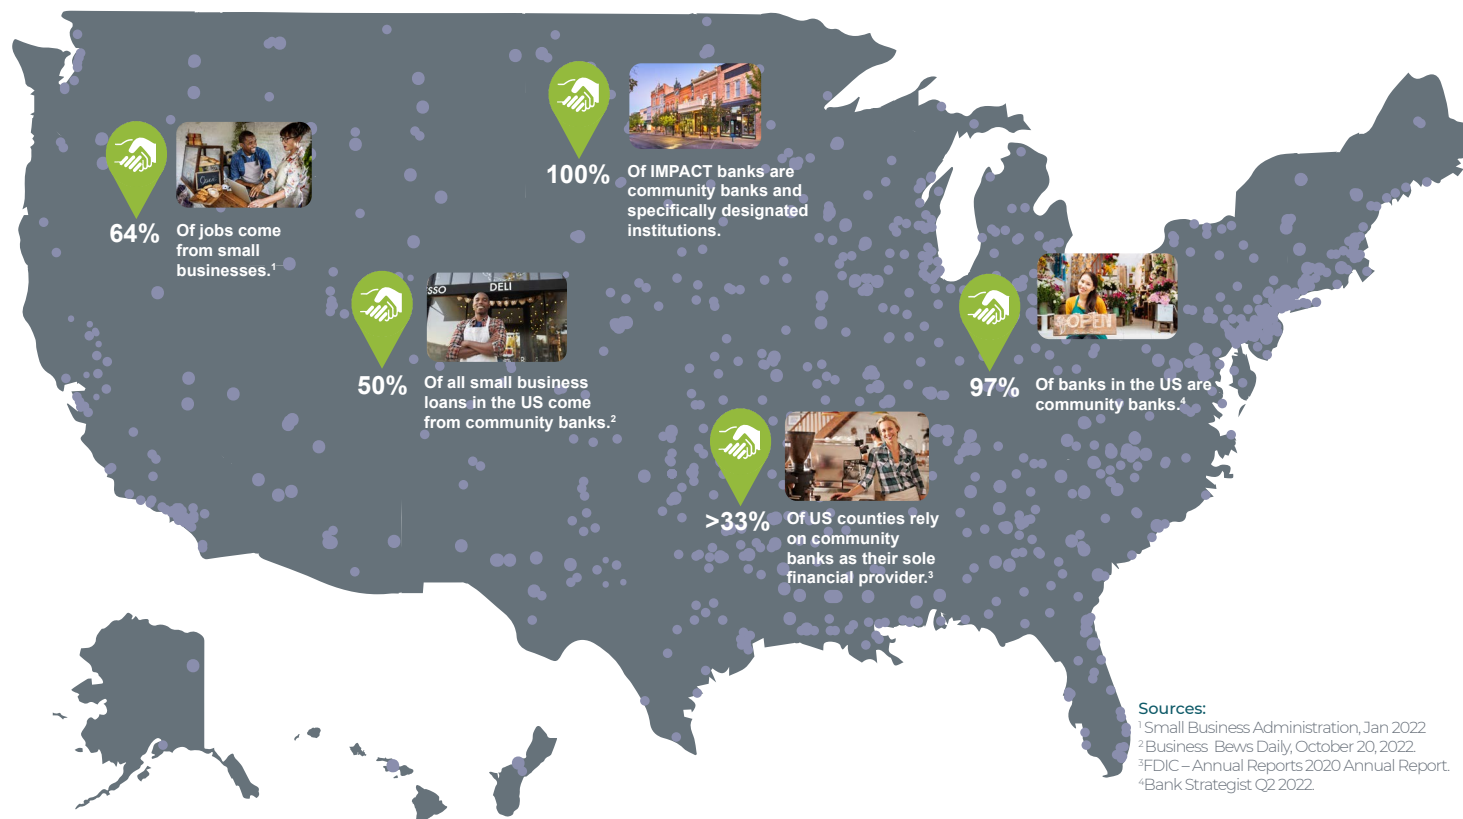 100%
Of IMPACT banks are
community banks and
specifically designated
institutions.
64%
Of jobs come
from small
businesses.¹
SSO
DELI
50%
Of all small business
loans in the US come
from community banks.²
OPEN
97%
Of banks in the US are
community banks.⁴
>33%
Of US counties rely
on community
banks as their sole
financial provider.³
Sources:
¹ Small Business Administration, Jan 2022
² Business Bews Daily, October 20, 2022.
³FDIC – Annual Reports 2020 Annual Report.
⁴Bank Strategist Q2 2022.